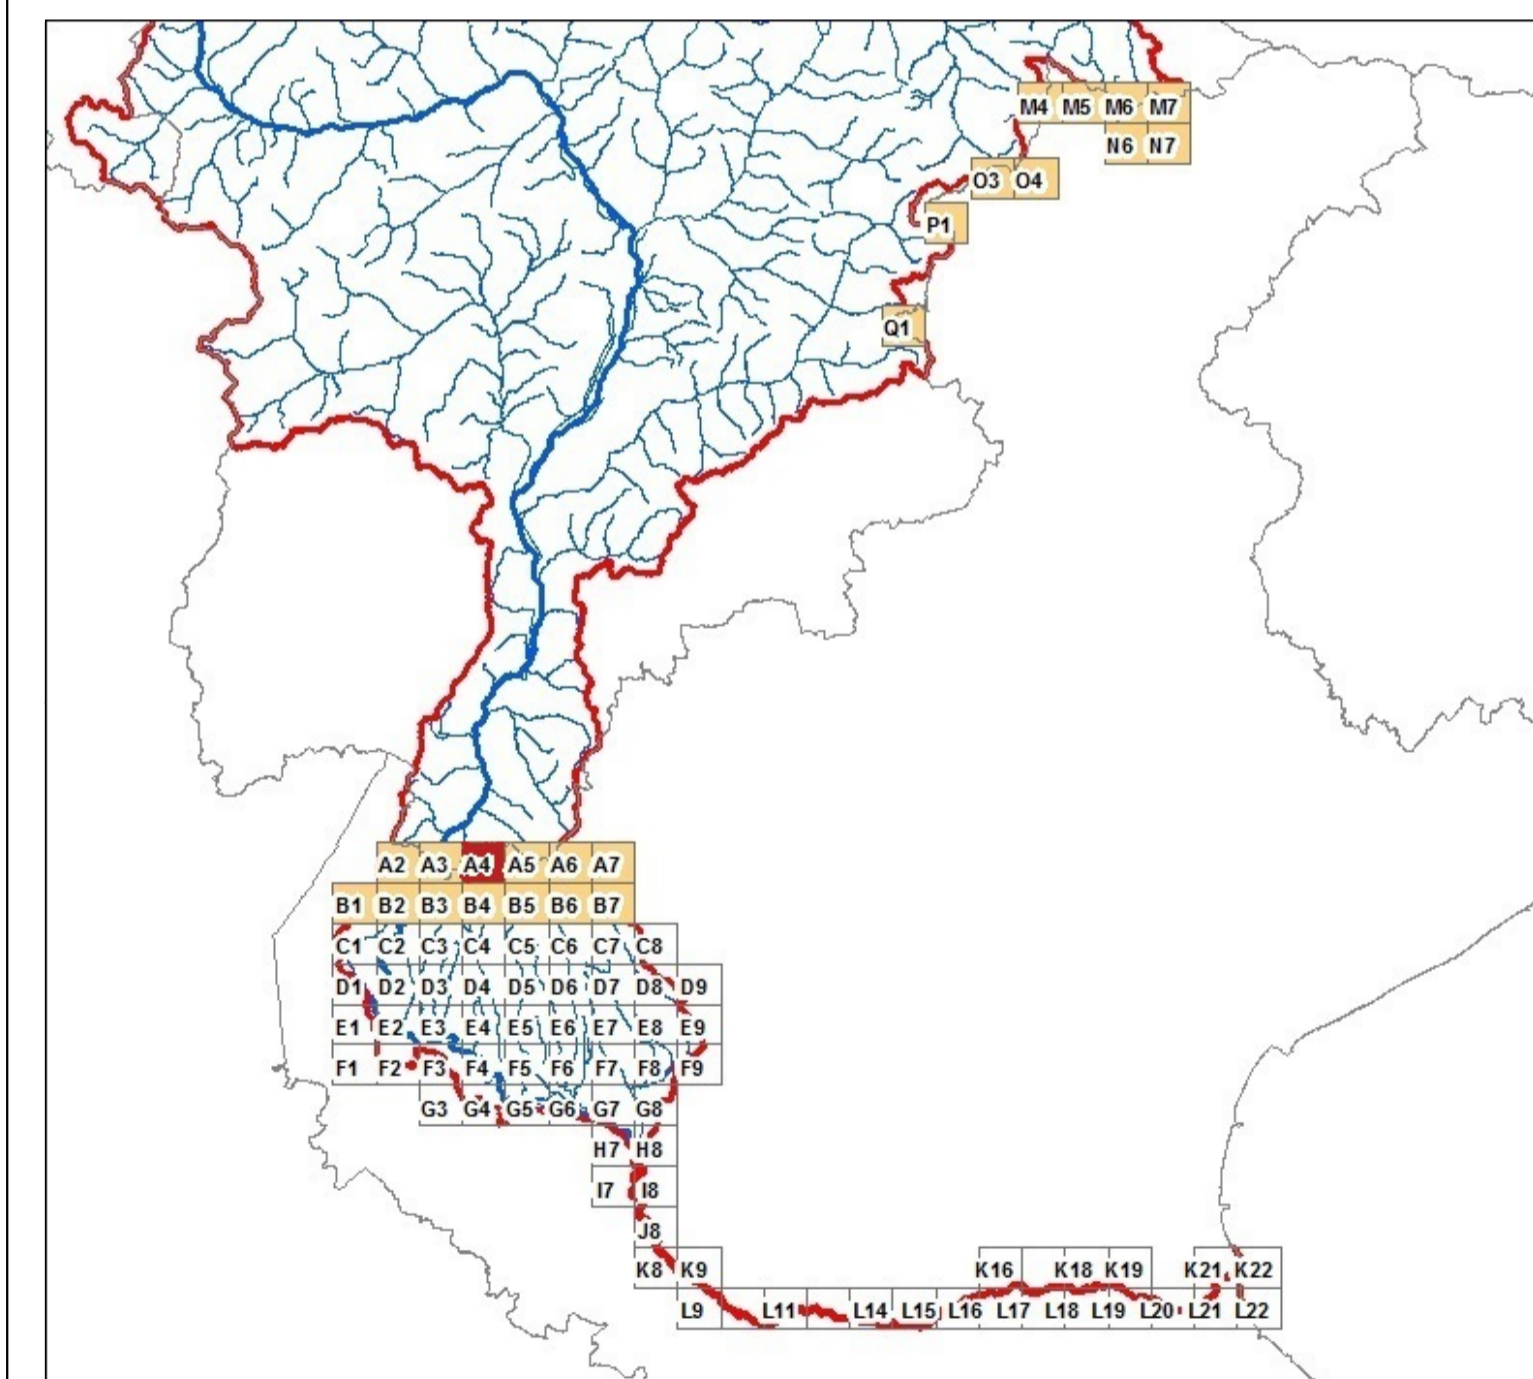 M4 M5 M6 M7
N6 N7
O3 O4
P1
Q1
A2 A3 A4 A5 A6 A7
B1 B2 B3 B4 B5 B6 B7
C1 C2 C3 C4 C5 C6 C7 C8
D1 D2 D3 D4 D5 D6 D7 D8 D9
E1 E2 E3 E4 E5 E6 E7 E8 E9
F1 F2 F3 F4 F5 F6 F7 F8 F9
G3 G4 G5 G6 G7 G8
H7 H8
I7 I8
J8
K8 K9 K16 K18 K19 K21 K22
L9 L11 L14 L15 L16 L17 L18 L19 L20 L21 L22